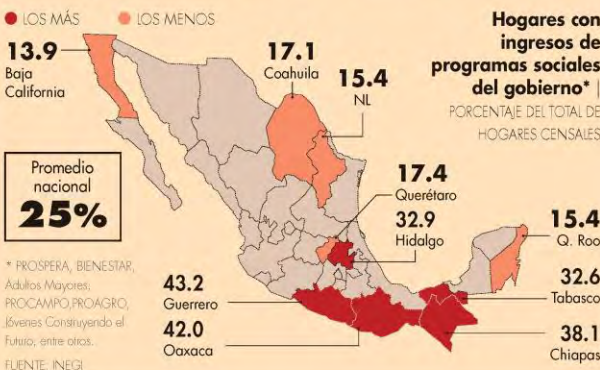 LOS MÁS
LOS MENOS
Hogares con
ingresos de
programas sociales
del gobierno* |
PORCENTAJE DEL TOTAL DE
HOGARES CENSALES
13.9
Baja
California
17.1
Coahuila
15.4
NL
Promedio
nacional
25%
17.4
Querétaro
32.9
Hidalgo
15.4
Q. Roo
32.6
Tabasco
38.1
Chiapas
43.2
Guerrero
42.0
Oaxaca
* PROSPERA, BIENESTAR,
Adultos Mayores,
PROCAMPO,PROAGRO,
Jóvenes Construyendo el
Futuro, entre otros.
FUENTE: INEGI